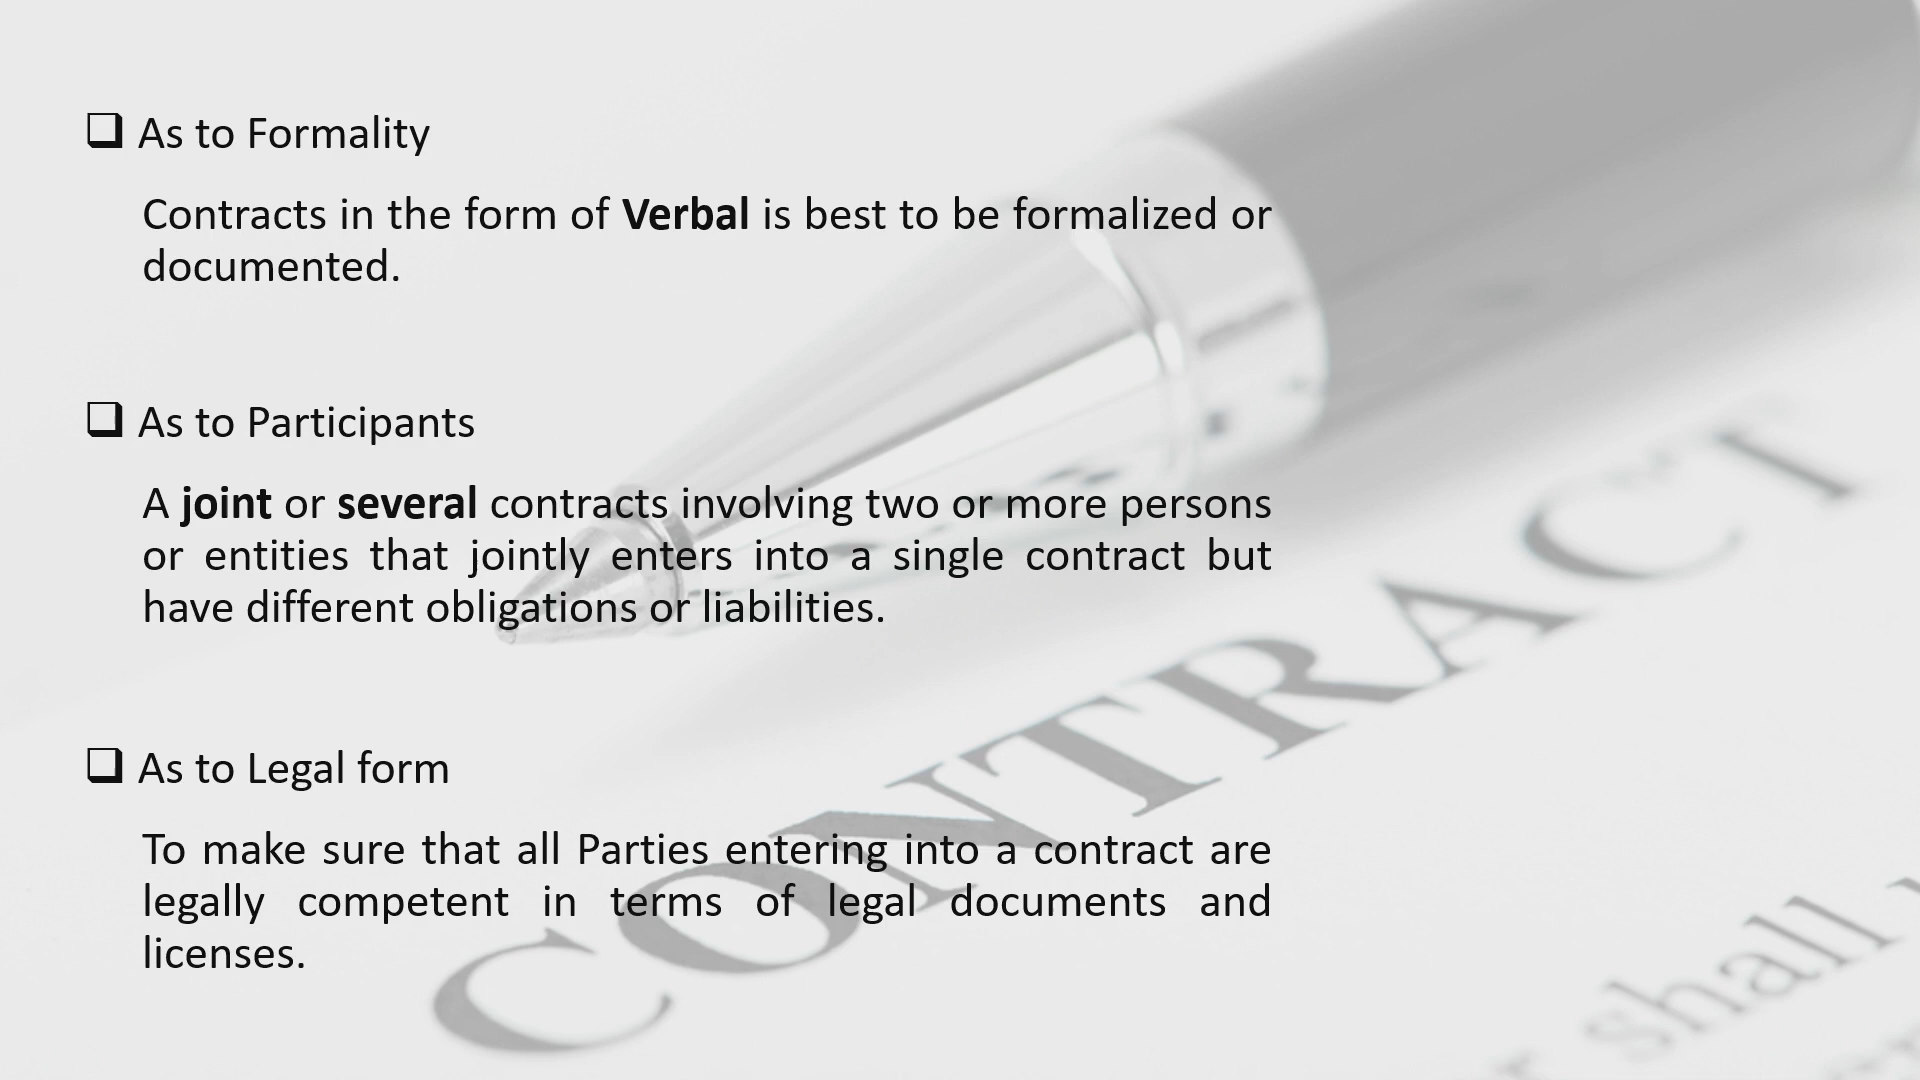 ❑ As to Formality
Contracts in the form of Verbal is best to be formalized or
documented.
❑ As to Participants
A joint or several contracts involving two or more persons
or entities that jointly enters into a single contract but
have different obligations or liabilities.
❑ As to Legal form
To make sure that all Parties entering into a contract are
legally competent in terms of legal documents and
licenses.
CONTRACT
shall